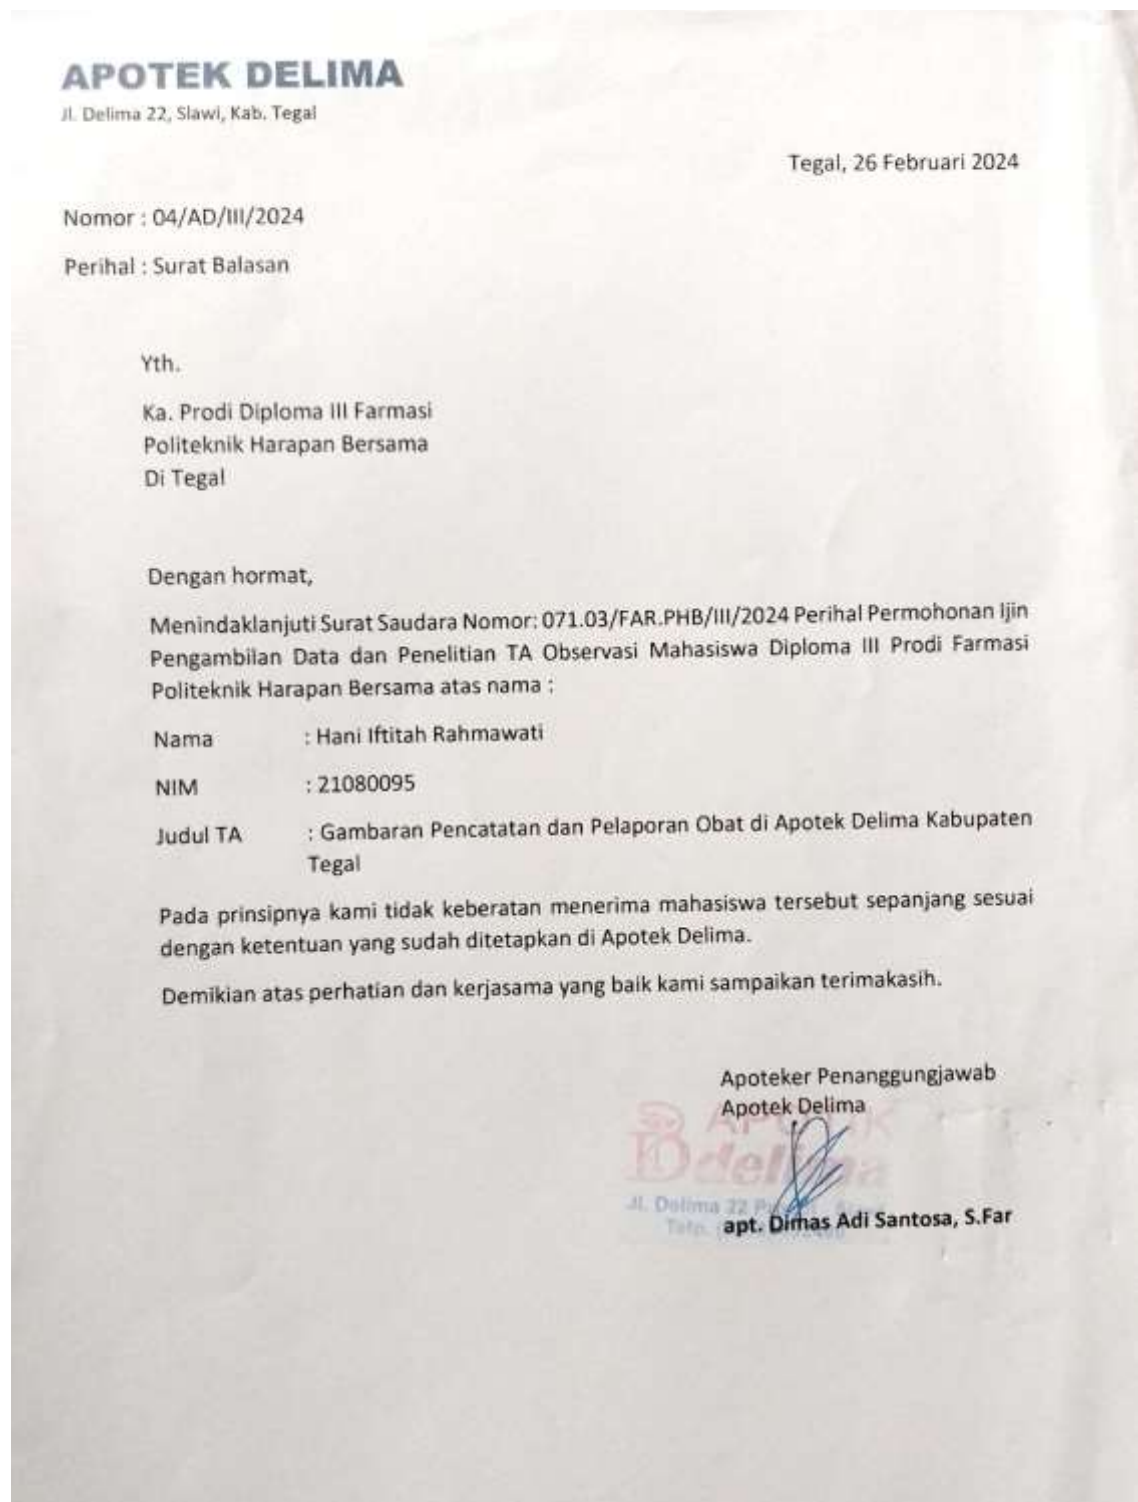 APOTEK DELIMA
Jl. Delima 22, Slawi, Kab. Tegal
Tegal, 26 Februari 2024
Nomor : 04/AD/III/2024
Perihal : Surat Balasan
Yth.
Ka. Prodi Diploma III Farmasi
Politeknik Harapan Bersama
Di Tegal
Dengan hormat,
Menindaklanjuti Surat Saudara Nomor: 071.03/FAR.PHB/III/2024 Perihal Permohonan Ijin
Pengambilan Data dan Penelitian TA Observasi Mahasiswa Diploma III Prodi Farmasi
Politeknik Harapan Bersama atas nama :
Nama : Hani Iftitah Rahmawati
NIM : 21080095
Judul TA : Gambaran Pencatatan dan Pelaporan Obat di Apotek Delima Kabupaten
Tegal
Pada prinsipnya kami tidak keberatan menerima mahasiswa tersebut sepanjang sesuai
dengan ketentuan yang sudah ditetapkan di Apotek Delima.
Demikian atas perhatian dan kerjasama yang baik kami sampaikan terimakasih.
Apoteker Penanggungjawab
Apotek Delima
APOTEK
delima
Jl. Delima 22
Telp.
apt. Dimas Adi Santosa, S.Far